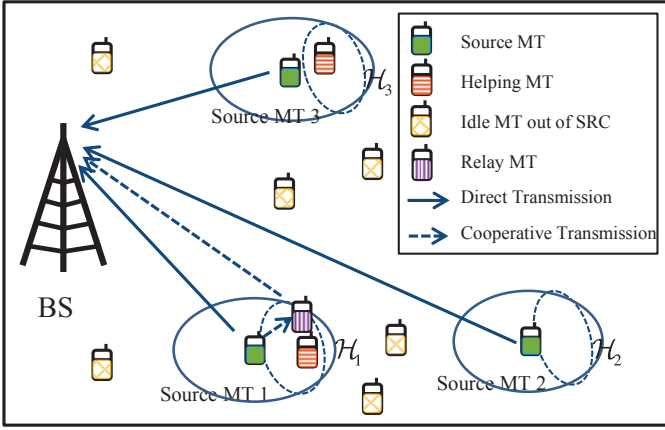 Source MT
Helping MT
Idle MT out of SRC
Relay MT
Direct Transmission
Cooperative Transmission
ℋ₃
Source MT 3
BS
ℋ₁
Source MT 1
ℋ₂
Source MT 2